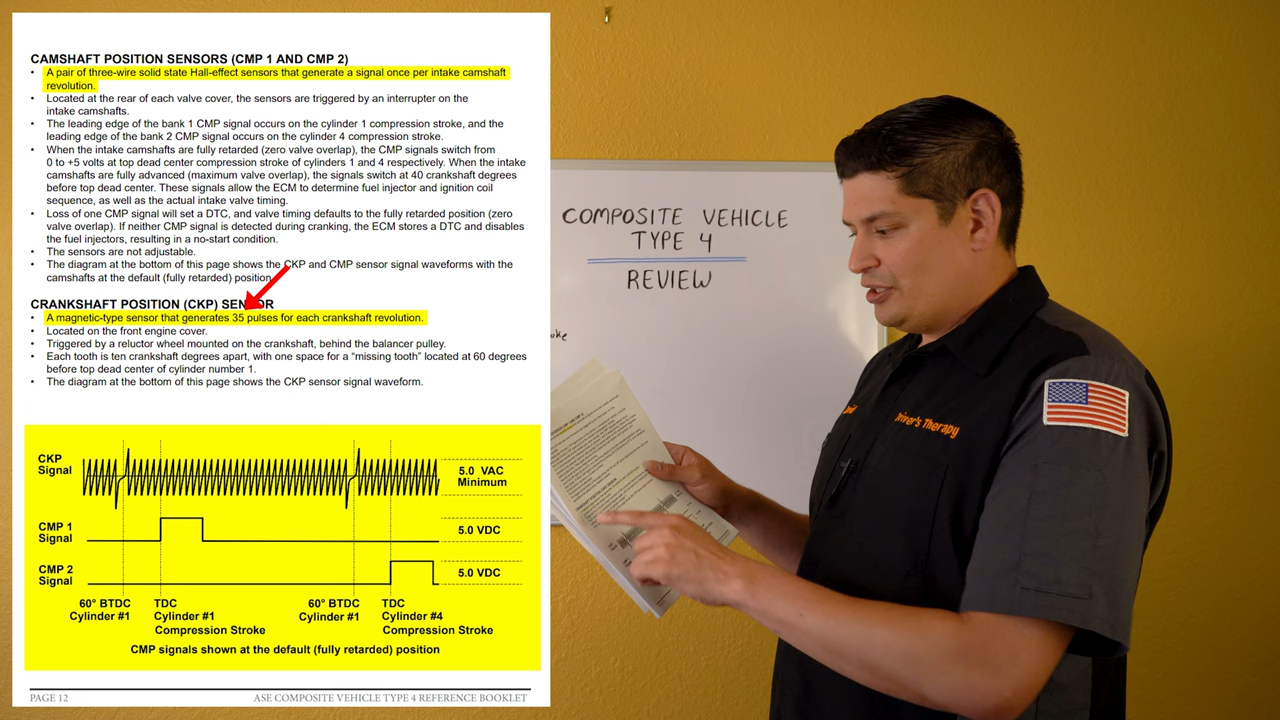 CAMSHAFT POSITION SENSORS (CMP 1 AND CMP 2)
• A pair of three-wire solid state Hall-effect sensors that generate a signal once per intake camshaft
revolution.
• Located at the rear of each valve cover, the sensors are triggered by an interrupter on the
intake camshafts.
• The leading edge of the bank 1 CMP signal occurs on the cylinder 1 compression stroke, and the
leading edge of the bank 2 CMP signal occurs on the cylinder 4 compression stroke.
• When the intake camshafts are fully retarded (zero valve overlap), the CMP signals switch from
0 to +5 volts at top dead center compression stroke of cylinders 1 and 4 respectively. When the intake
camshafts are fully advanced (maximum valve overlap), the signals switch at 40 crankshaft degrees
before top dead center. These signals allow the ECM to determine fuel injector and ignition coil
sequence, as well as the actual intake valve timing.
• Loss of one CMP signal will set a DTC, and valve timing defaults to the fully retarded position (zero
valve overlap). If neither CMP signal is detected during cranking, the ECM stores a DTC and disables
the fuel injectors, resulting in a no-start condition.
• The sensors are not adjustable.
• The diagram at the bottom of this page shows the CKP and CMP sensor signal waveforms with the
camshafts at the default (fully retarded) position
CRANKSHAFT POSITION (CKP) SENSOR
• A magnetic-type sensor that generates 35 pulses for each crankshaft revolution.
• Located on the front engine cover.
• Triggered by a reluctor wheel mounted on the crankshaft, behind the balancer pulley.
• Each tooth is ten crankshaft degrees apart, with one space for a “missing tooth” located at 60 degrees
before top dead center of cylinder number 1.
• The diagram at the bottom of this page shows the CKP sensor signal waveform.
CKP
Signal
5.0 VAC
Minimum
CMP 1
Signal
5.0 VDC
CMP 2
Signal
5.0 VDC
60° BTDC TDC 60° BTDC TDC
Cylinder #1 Cylinder #1 Cylinder #1 Cylinder #4
Compression Stroke Compression Stroke
CMP signals shown at the default (fully retarded) position
PAGE 12 ASE COMPOSITE VEHICLE TYPE 4 REFERENCE BOOKLET
COMPOSITE VEHICLE
TYPE 4
REVIEW
oke
Driver's Therapy